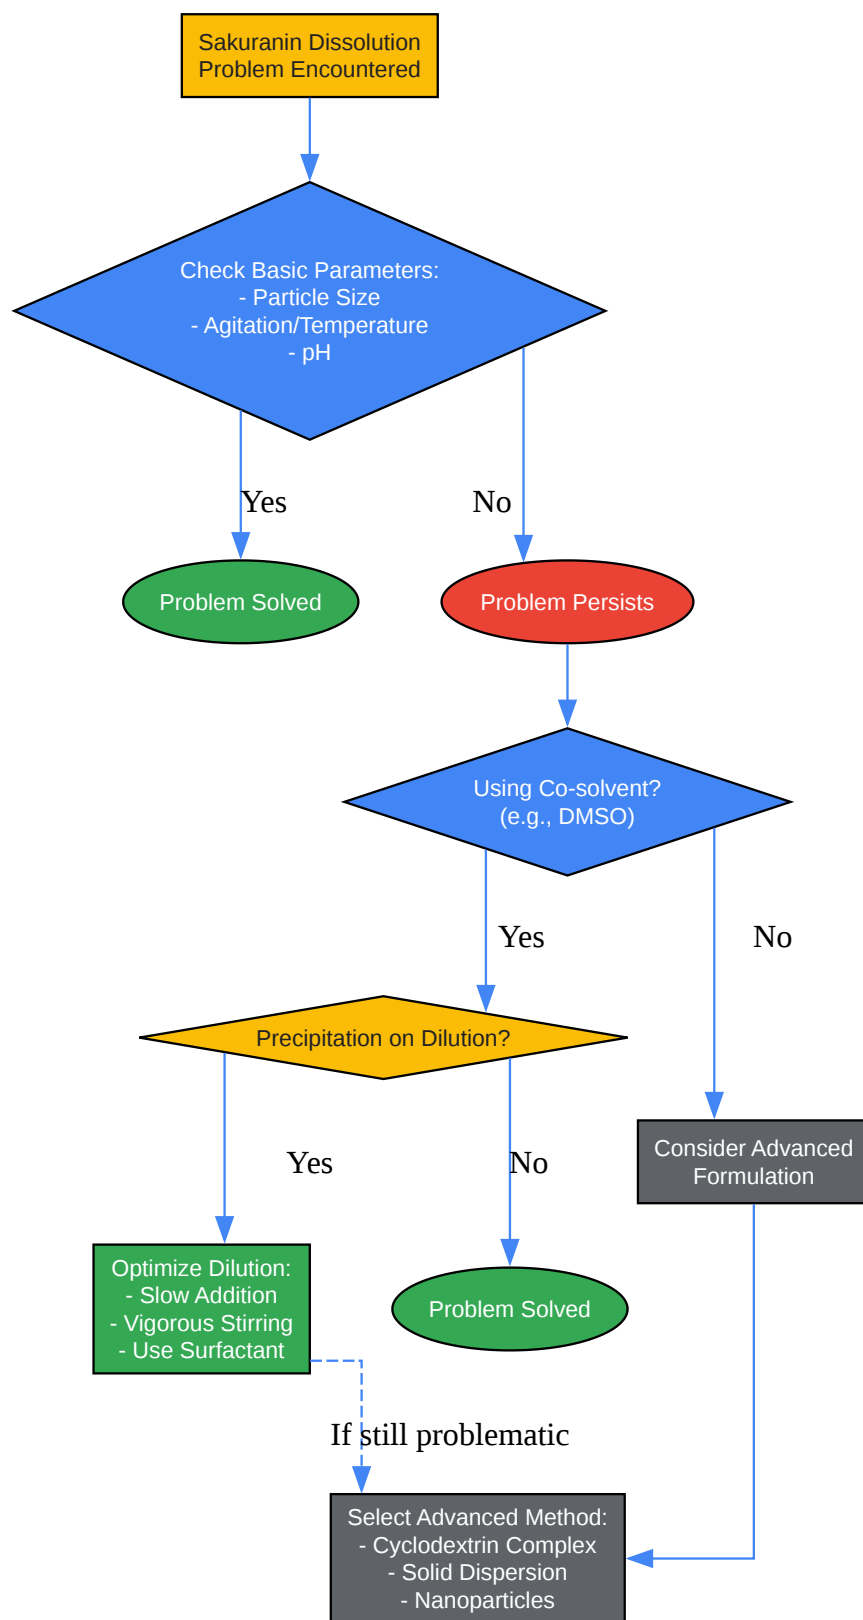 Sakuranin Dissolution
Problem Encountered
Check Basic Parameters:
- Particle Size
- Agitation/Temperature
- pH
Yes
No
Problem Solved
Problem Persists
Using Co-solvent?
(e.g., DMSO)
Yes
No
Precipitation on Dilution?
Consider Advanced
Formulation
Yes
No
Optimize Dilution:
- Slow Addition
- Vigorous Stirring
- Use Surfactant
Problem Solved
If still problematic
Select Advanced Method:
- Cyclodextrin Complex
- Solid Dispersion
- Nanoparticles